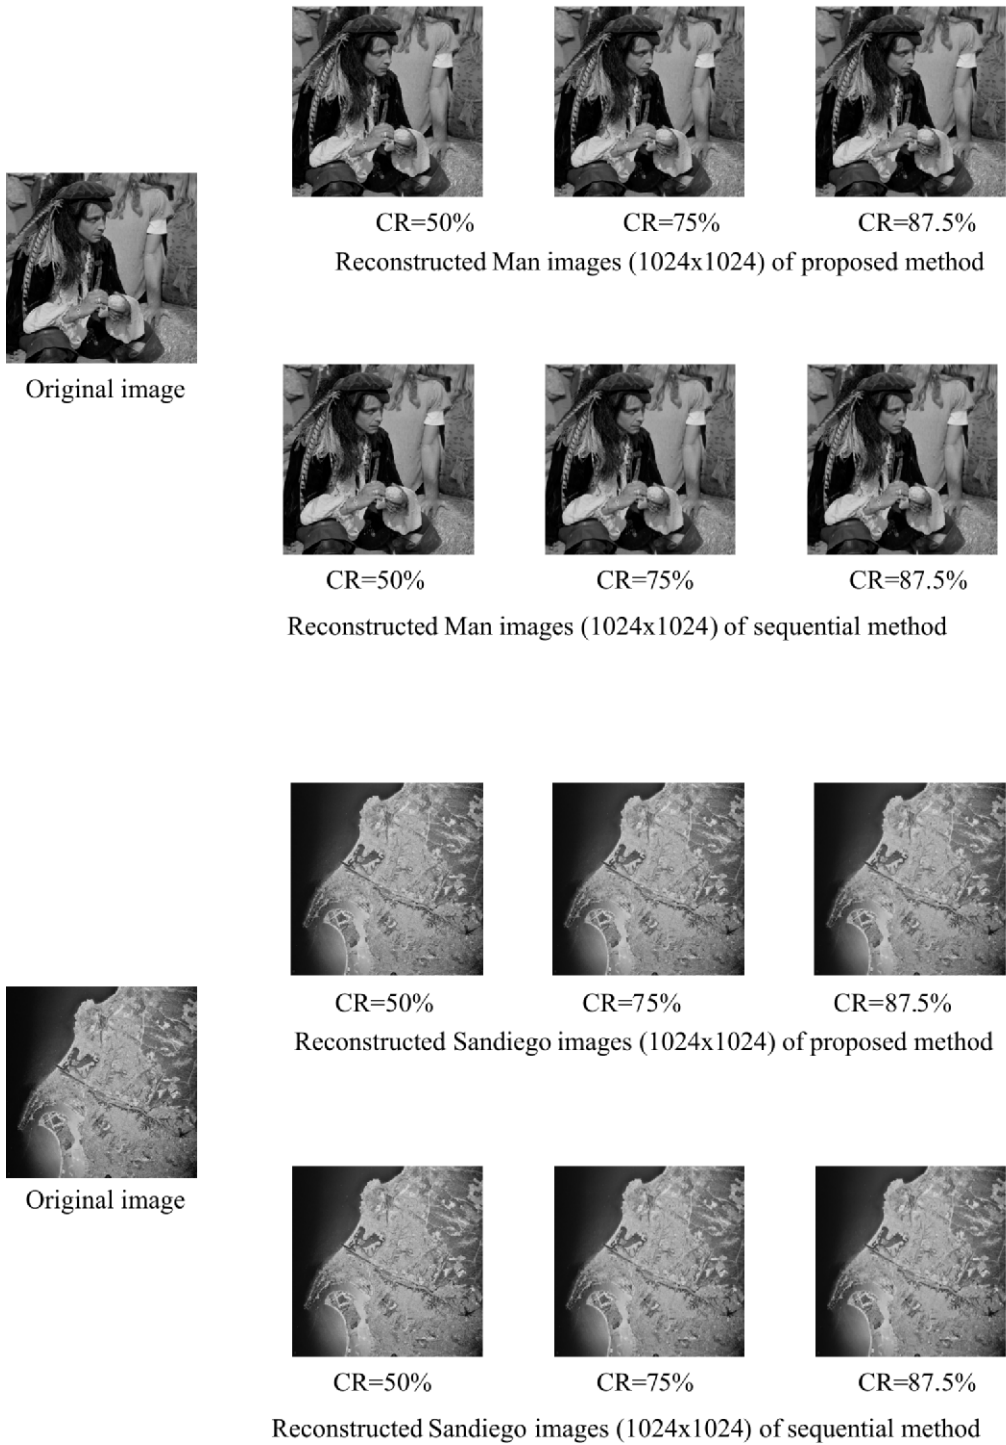 CR=50% CR=75% CR=87.5%
Reconstructed Man images (1024x1024) of proposed method
Original image
CR=50% CR=75% CR=87.5%
Reconstructed Man images (1024x1024) of sequential method
CR=50% CR=75% CR=87.5%
Reconstructed Sandiego images (1024x1024) of proposed method
Original image
CR=50% CR=75% CR=87.5%
Reconstructed Sandiego images (1024x1024) of sequential method